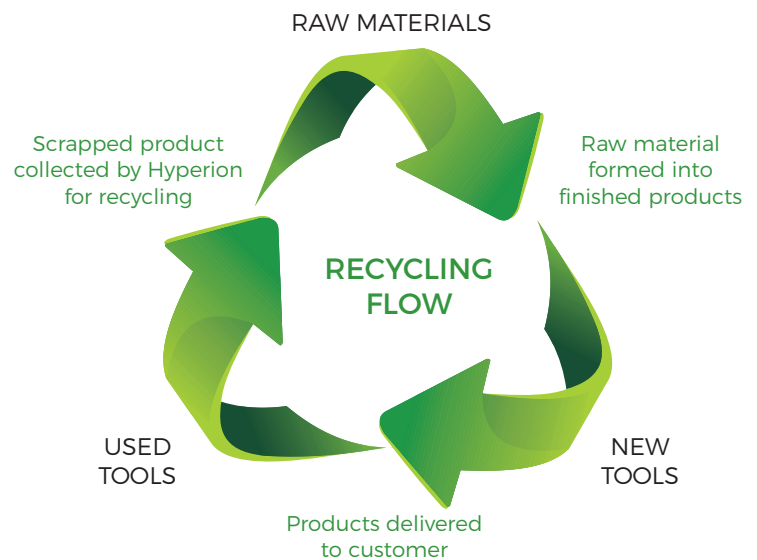 RAW MATERIALS
Scrapped product
collected by Hyperion
for recycling
Raw material
formed into
finished products
RECYCLING
FLOW
USED
TOOLS
NEW
TOOLS
Products delivered
to customer